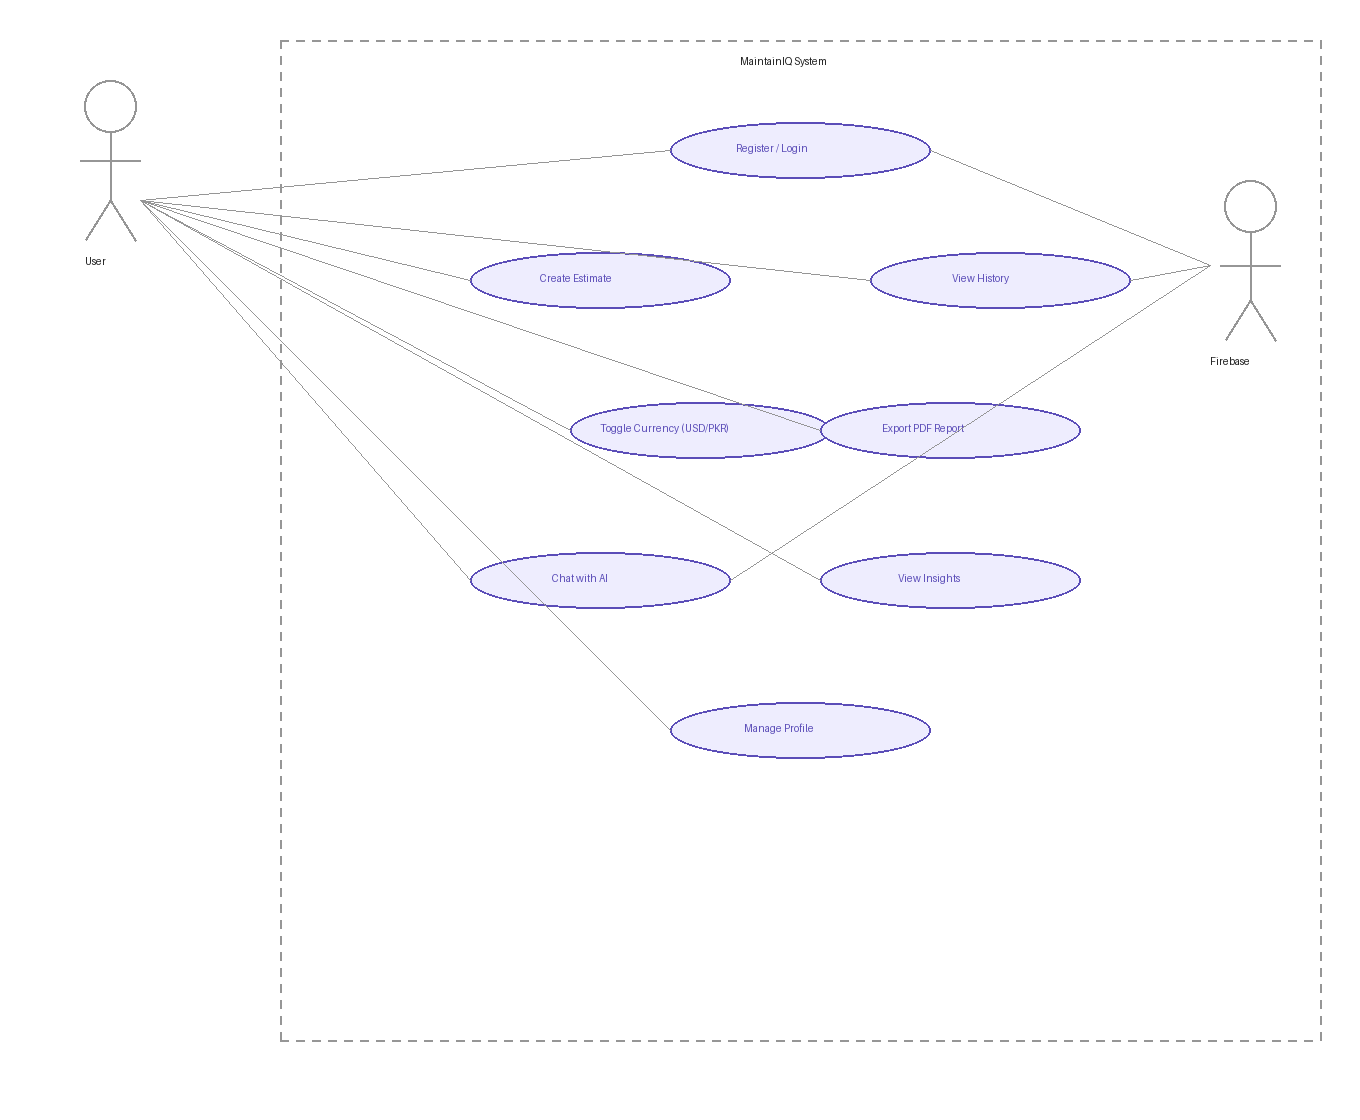 MaintainIQ System
Register / Login
User
Create Estimate
View History
Firebase
Toggle Currency (USD/PKR)
Export PDF Report
Chat with AI
View Insights
Manage Profile